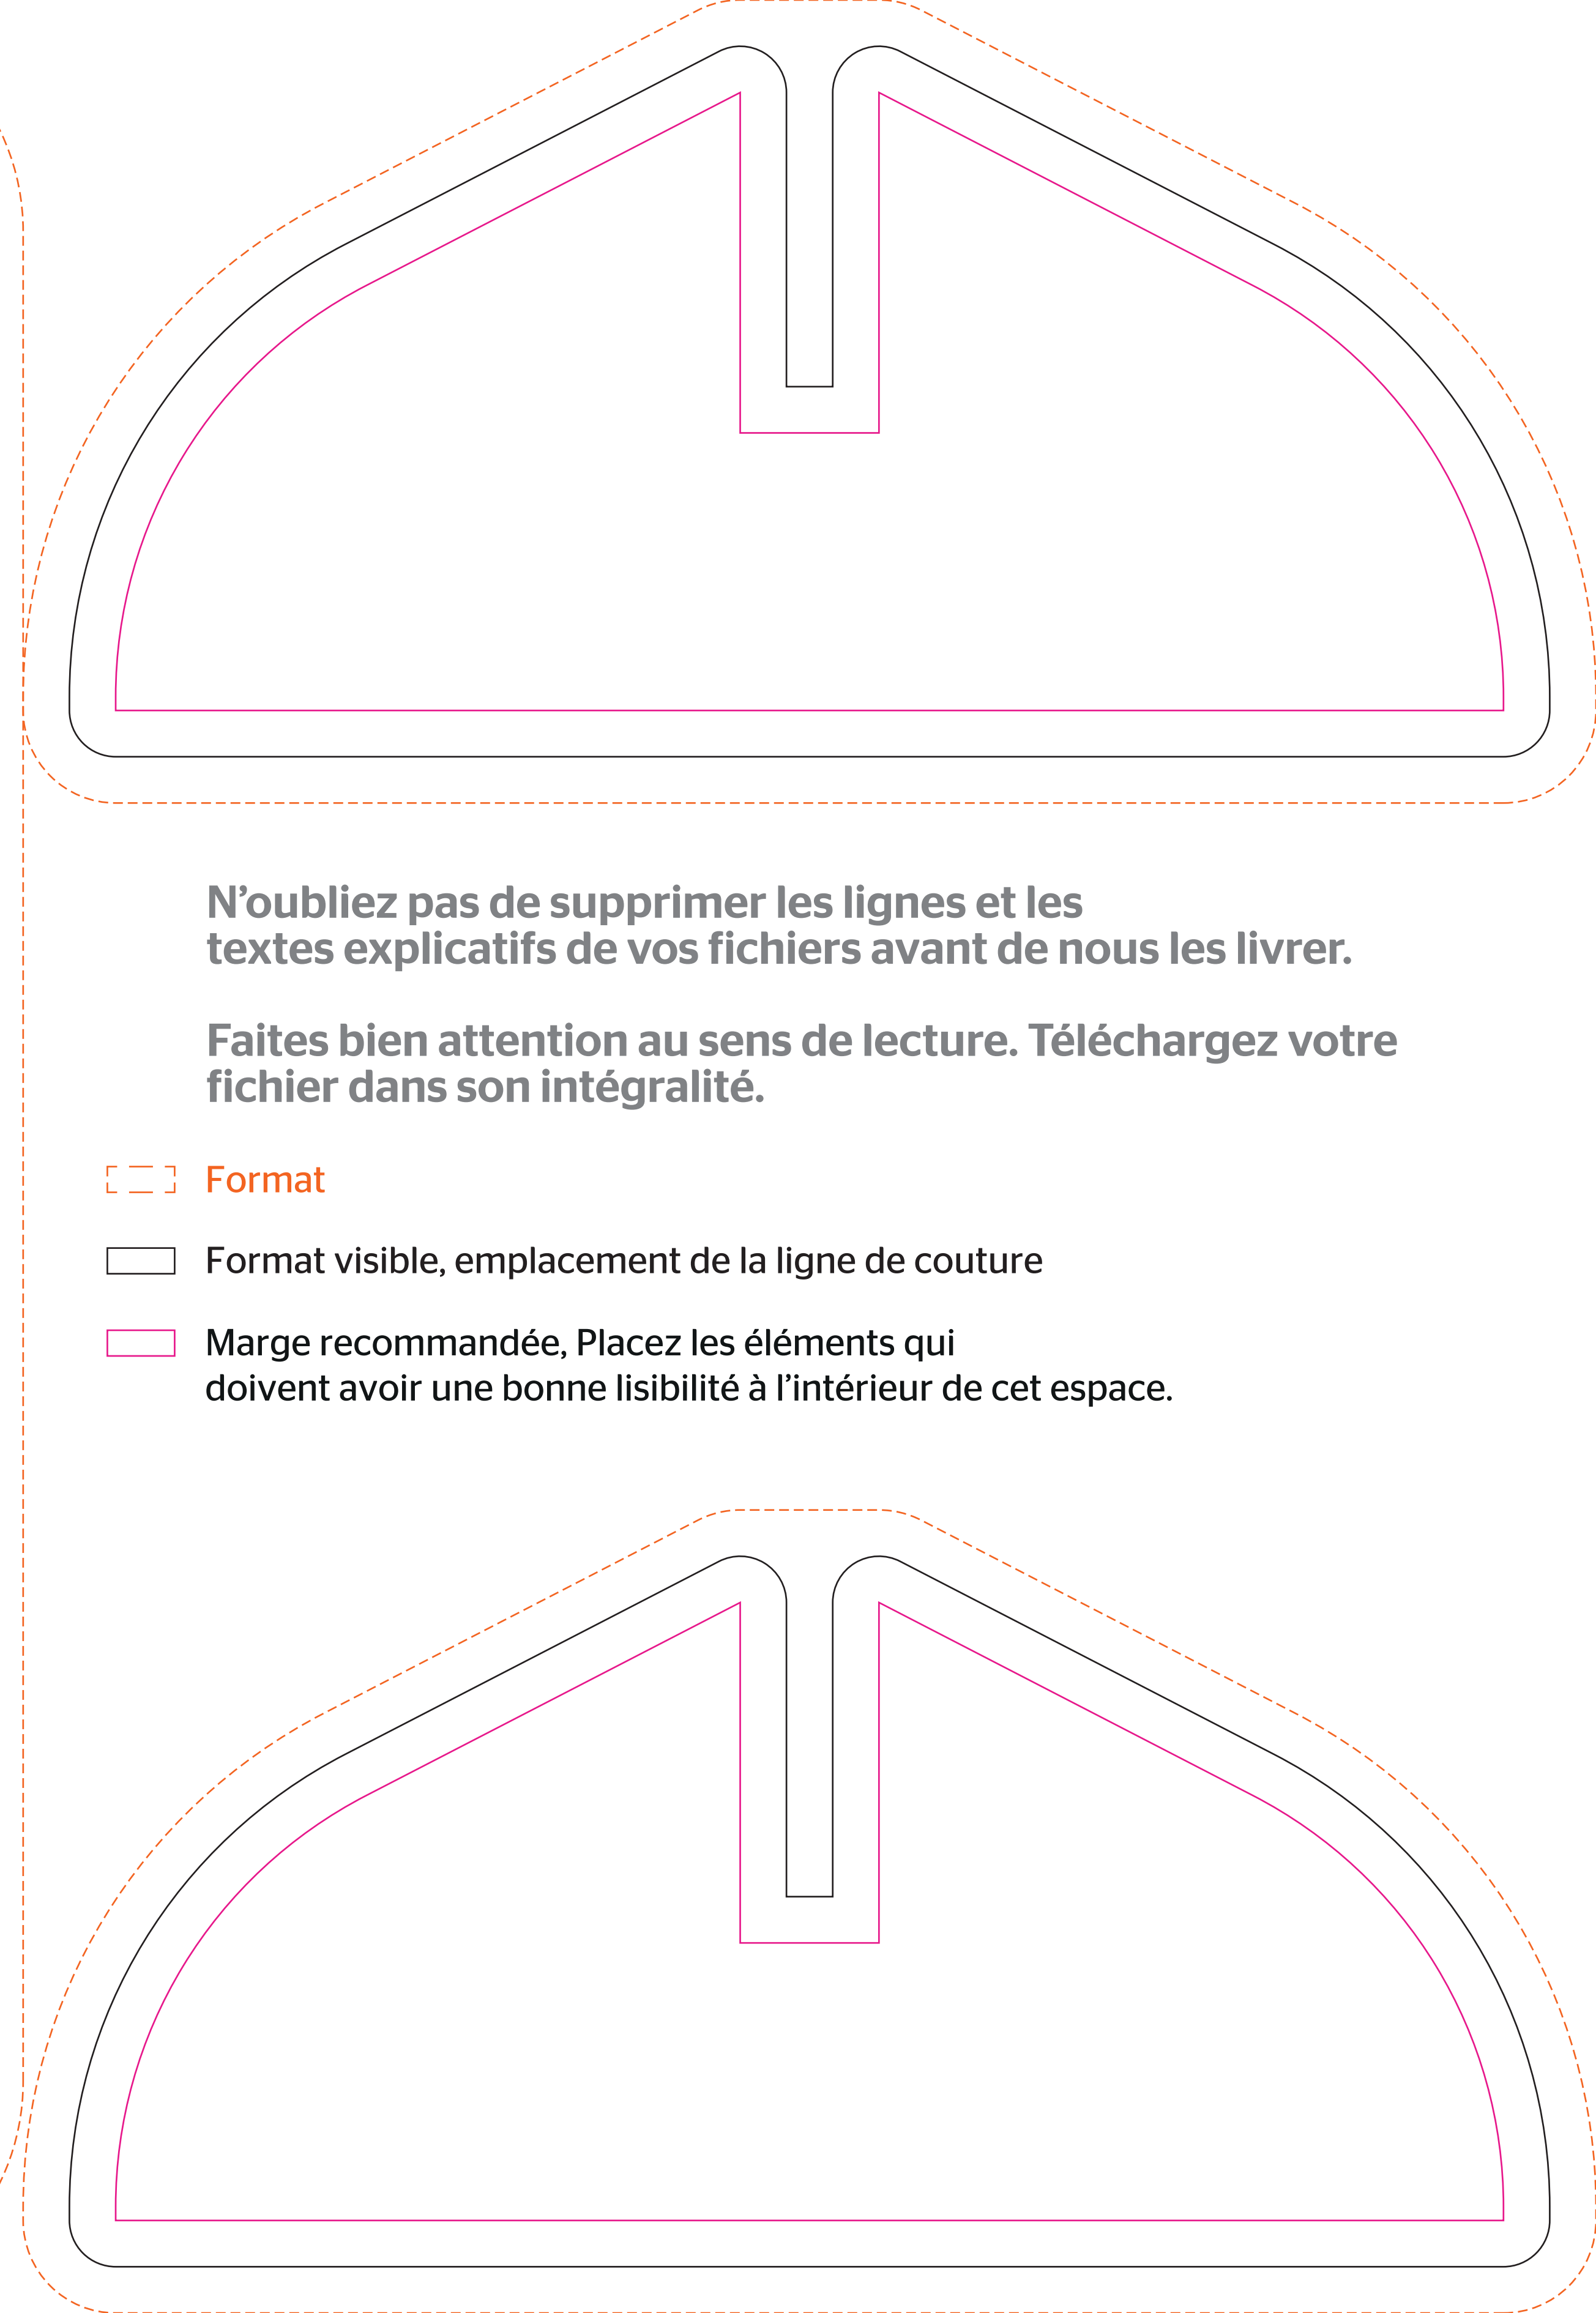 N’oubliez pas de supprimer les lignes et les
textes explicatifs de vos fichiers avant de nous les livrer.
Faites bien attention au sens de lecture. Téléchargez votre
fichier dans son intégralité.
Format
Format visible, emplacement de la ligne de couture
Marge recommandée, Placez les éléments qui
doivent avoir une bonne lisibilité à l’intérieur de cet espace.